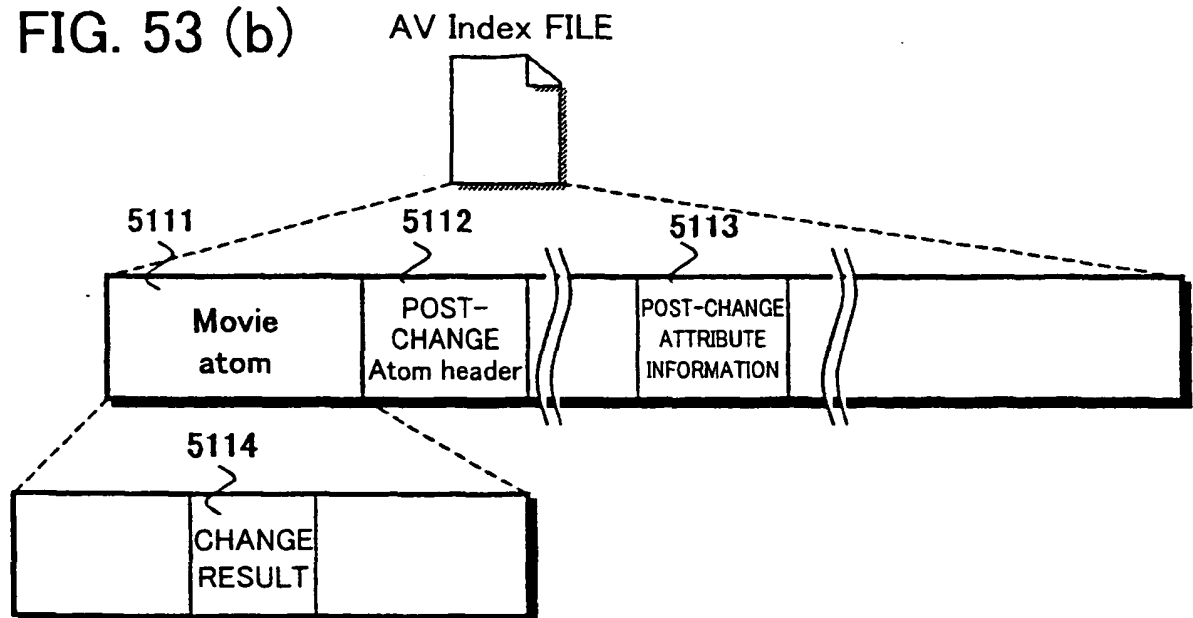 FIG. 53 (b)
AV Index FILE
5111
5112
5113
Movie
atom
POST-
CHANGE
Atom header
POST-CHANGE
ATTRIBUTE
INFORMATION
5114
CHANGE
RESULT